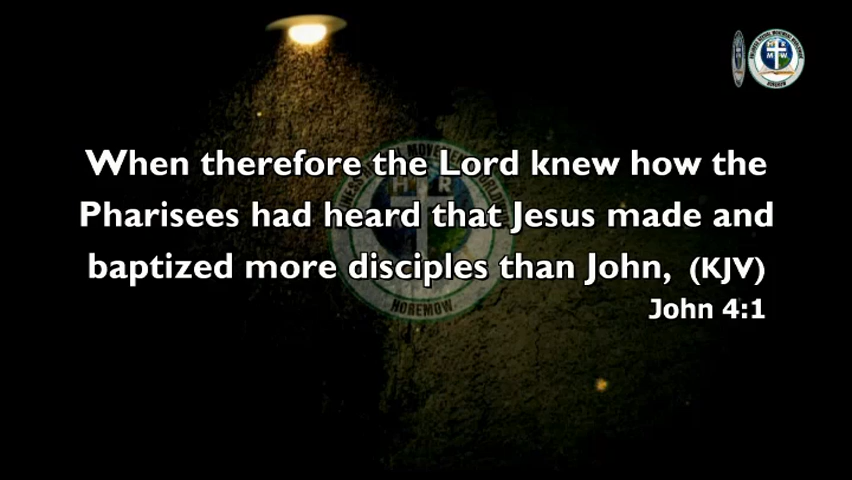 When therefore the Lord knew how the
Pharisees had heard that Jesus made and
baptized more disciples than John, (KJV)
John 4:1
HOREMOW